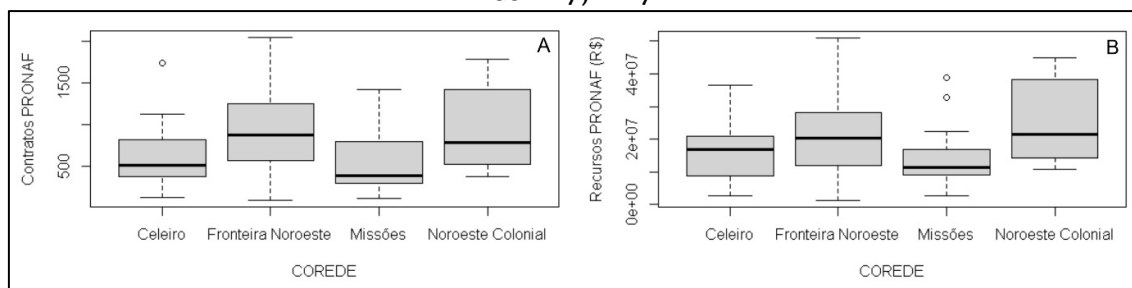 A
Contratos PRONAF
1500
500
Celeiro
Fronteira Noroeste
Missões
Noroeste Colonial
COREDE
B
Recursos PRONAF (R$)
4e+07
2e+07
0e+00
Celeiro
Fronteira Noroeste
Missões
Noroeste Colonial
COREDE